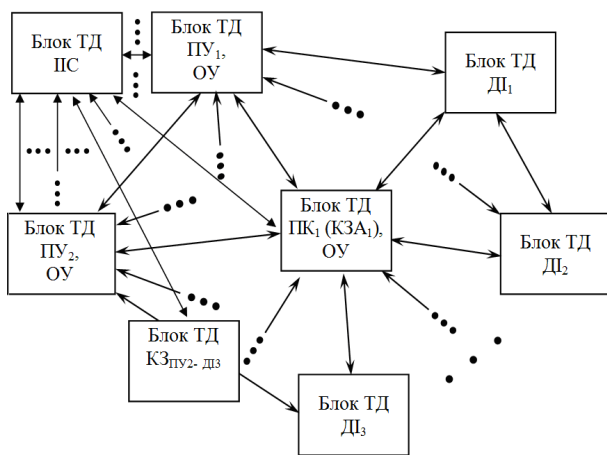 Блок ТД
ІІС
Блок ТД
ПУ₁,
ОУ
Блок ТД
ДІ₁
Блок ТД
ПУ₂,
ОУ
Блок ТД
ПК₁ (КЗА₁),
ОУ
Блок ТД
ДІ₂
Блок ТД
КЗПУ2- ДІ3
Блок ТД
ДІ₃